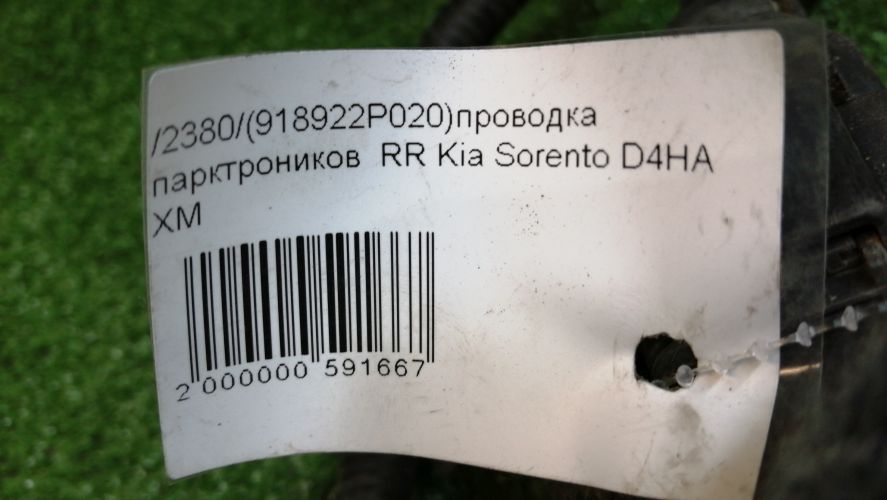 /2380/(918922P020)проводка
парктроников RR Kia Sorento D4HA
XM
2 000000 591667